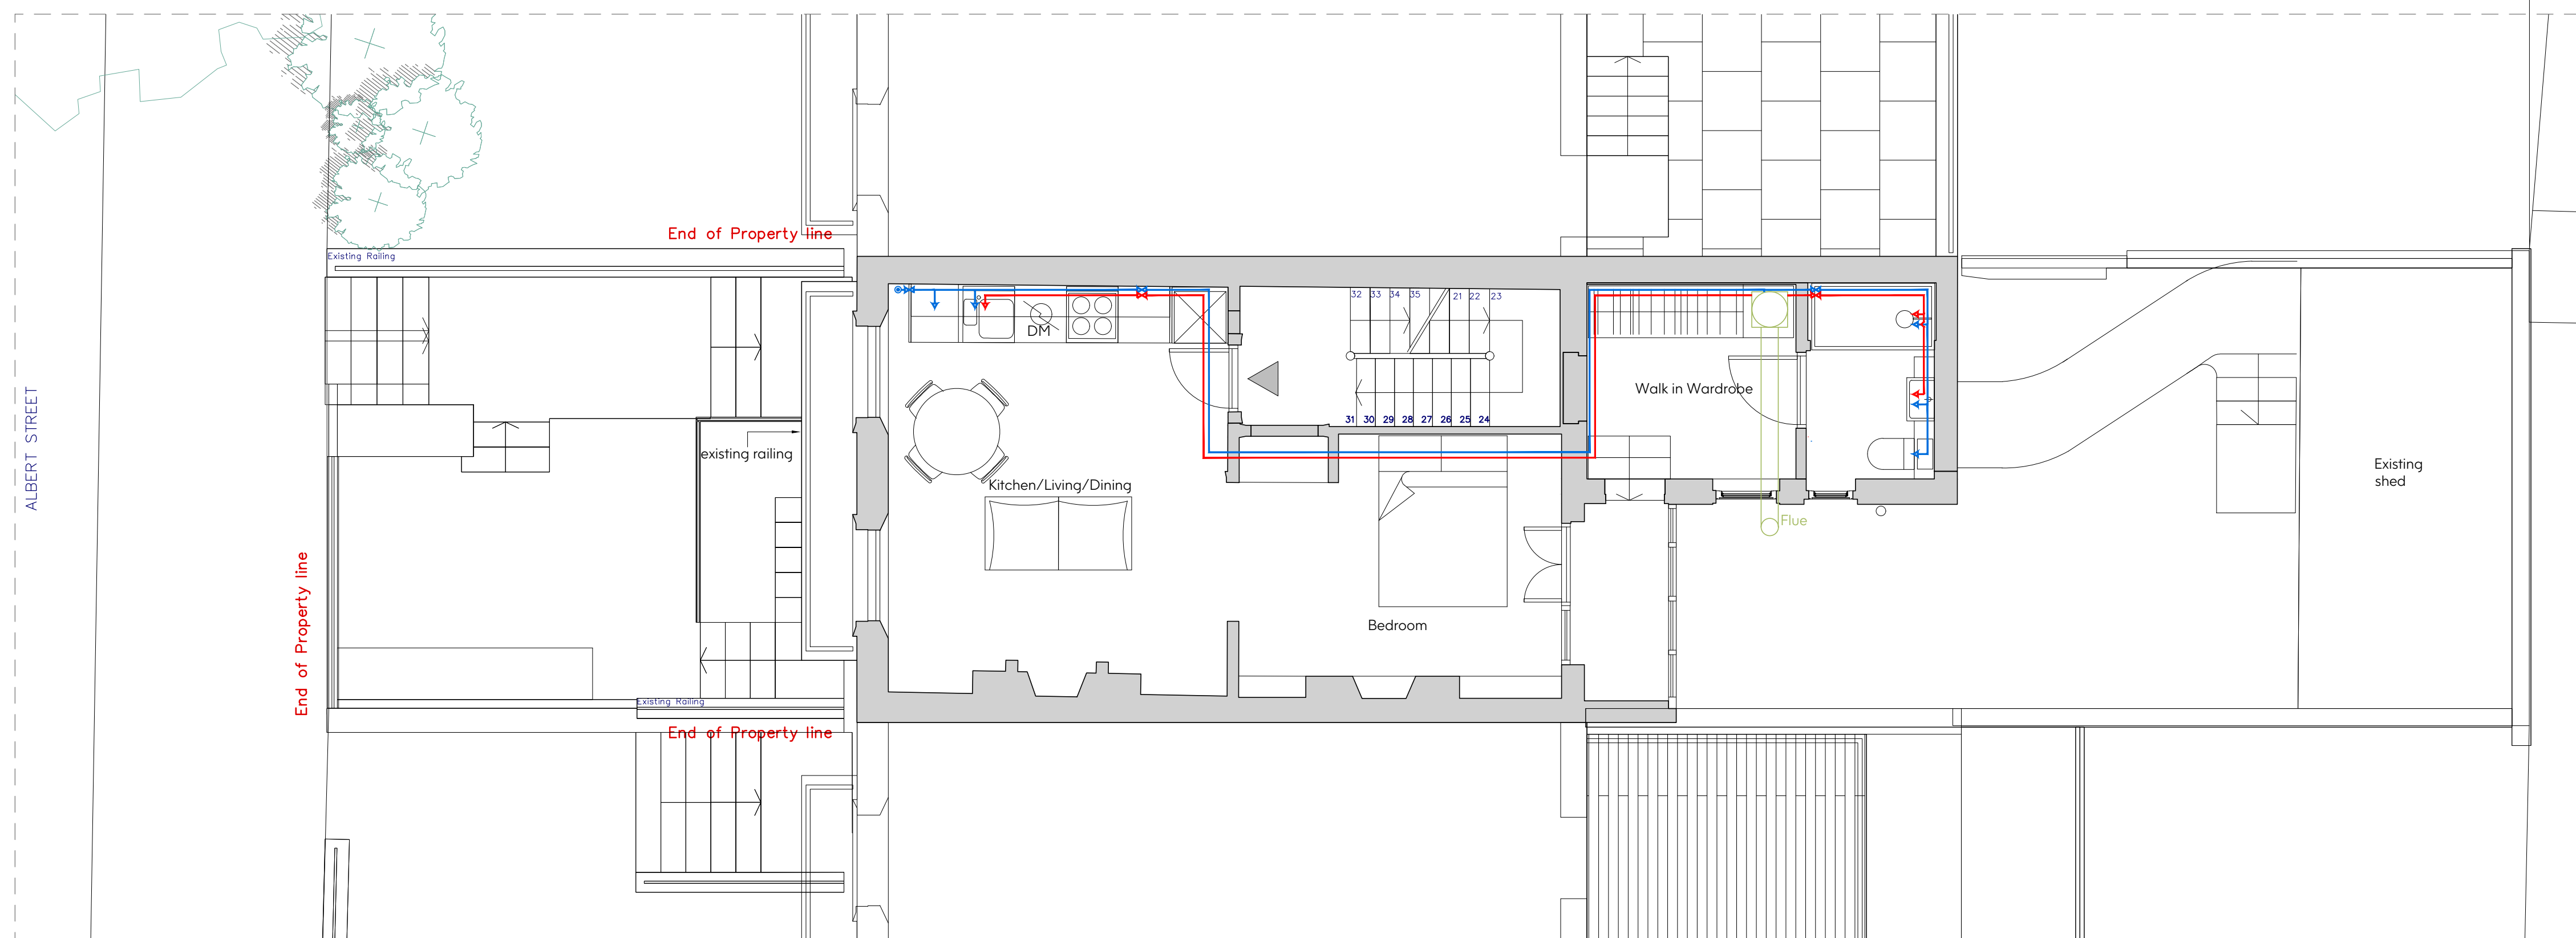 End of Property line
Existing Railing
32 33 34 35 21 22 23
DM
ALBERT STREET
Walk in Wardrobe
31 30 29 28 27 26 25 24
existing railing
Kitchen/Living/Dining
Existing
shed
Flue
End of Property line
Bedroom
Existing Railing
End of Property line